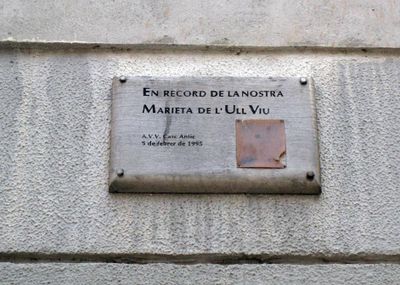 EN RECORD DE LA NOSTRA
MARIETA DE L'ULL VIU
A.V.V. Casc Antic
5 de febrer de 1995